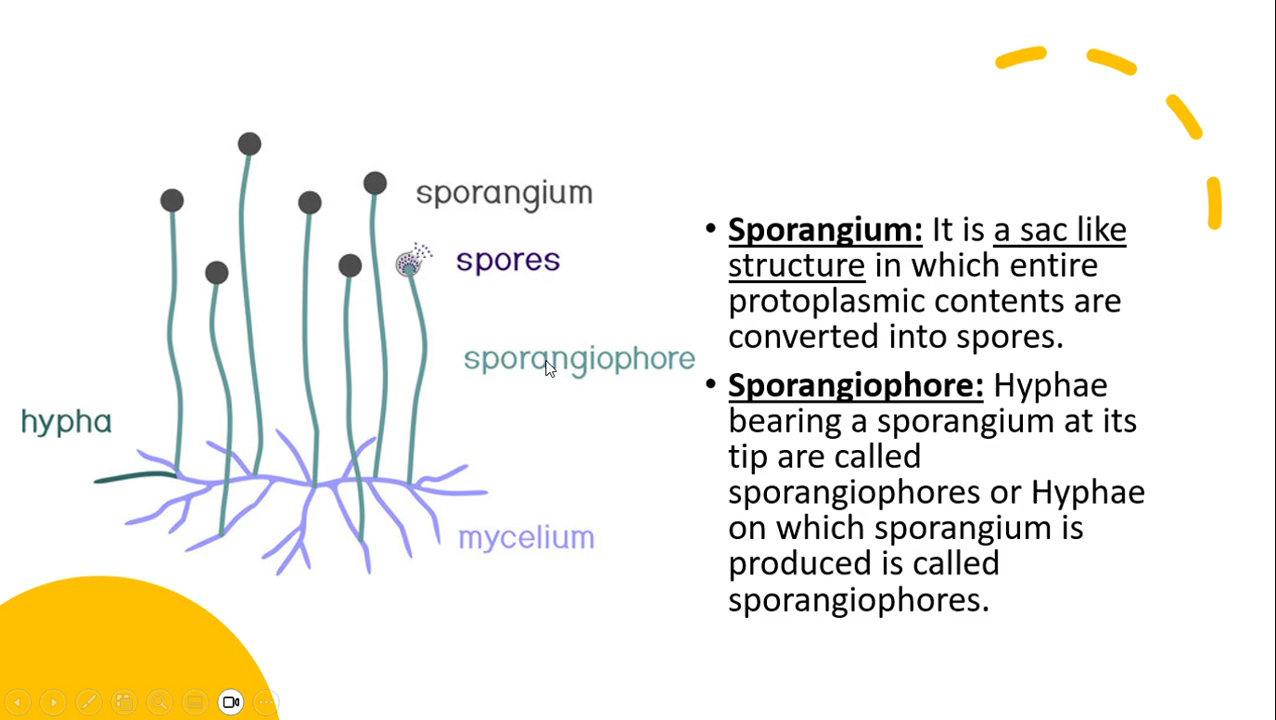 sporangium
spores
sporangiophore
hypha
mycelium
• Sporangium: It is a sac like
structure in which entire
protoplasmic contents are
converted into spores.
• Sporangiophore: Hyphae
bearing a sporangium at its
tip are called
sporangiophores or Hyphae
on which sporangium is
produced is called
sporangiophores.